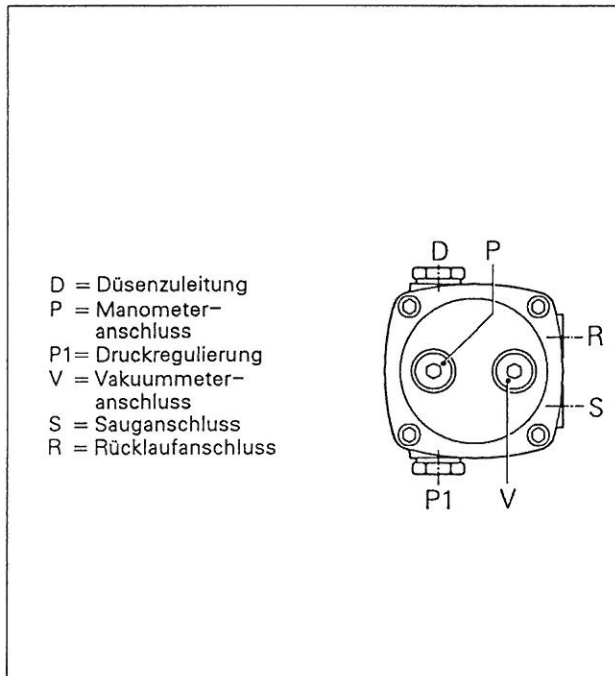 D = Düsenzuleitung
P = Manometer-
anschluss
P1= Druckregulierung
V = Vakuummeter-
anschluss
S = Sauganschluss
R = Rücklaufanschluss
D P
R
S
P1 V